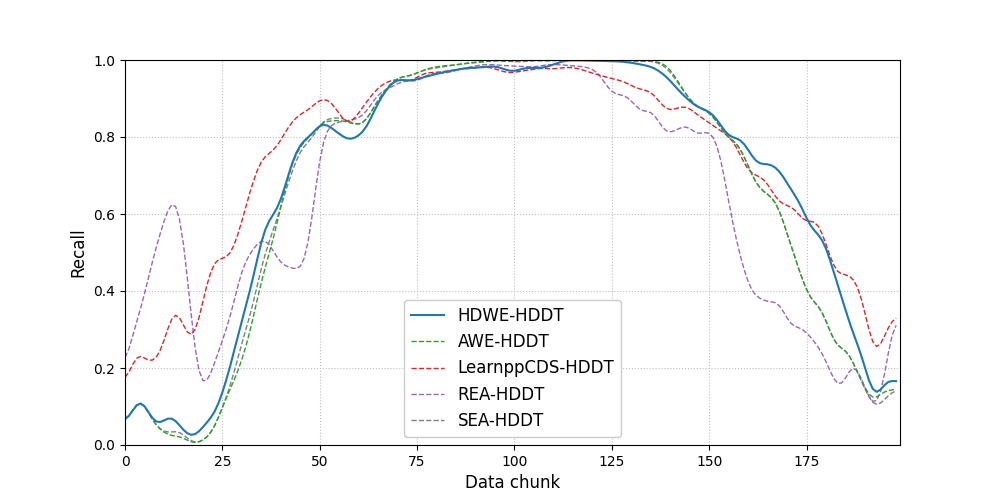 1.0
0.8
0.6
0.4
0.2
0.0
Recall
HDWE-HDDT
AWE-HDDT
LearnppCDS-HDDT
REA-HDDT
SEA-HDDT
0 25 50 75 100 125 150 175
Data chunk